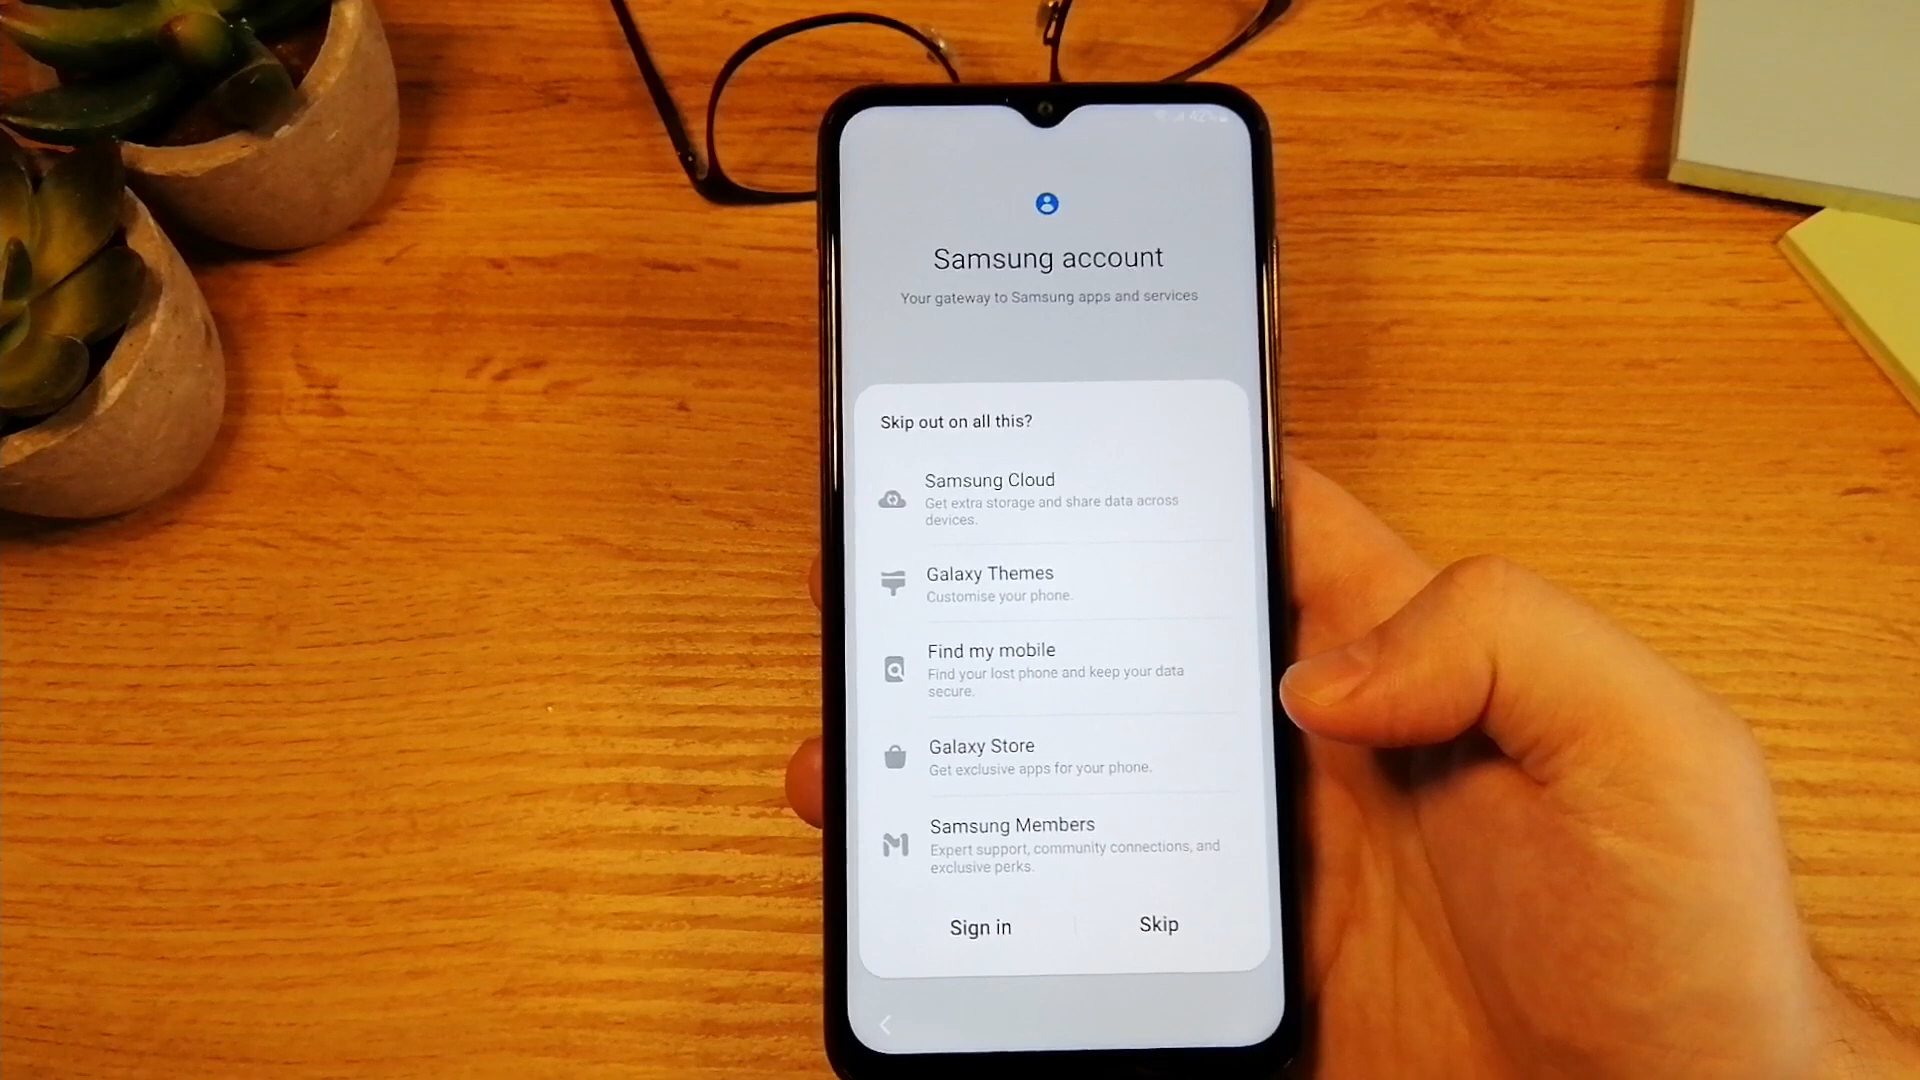 42%
Samsung account
Your gateway to Samsung apps and services
Skip out on all this?
Samsung Cloud
Get extra storage and share data across
devices.
Galaxy Themes
Customise your phone.
Find my mobile
Find your lost phone and keep your data
secure.
Galaxy Store
Get exclusive apps for your phone.
Samsung Members
Expert support, community connections, and
exclusive perks.
Sign in
Skip